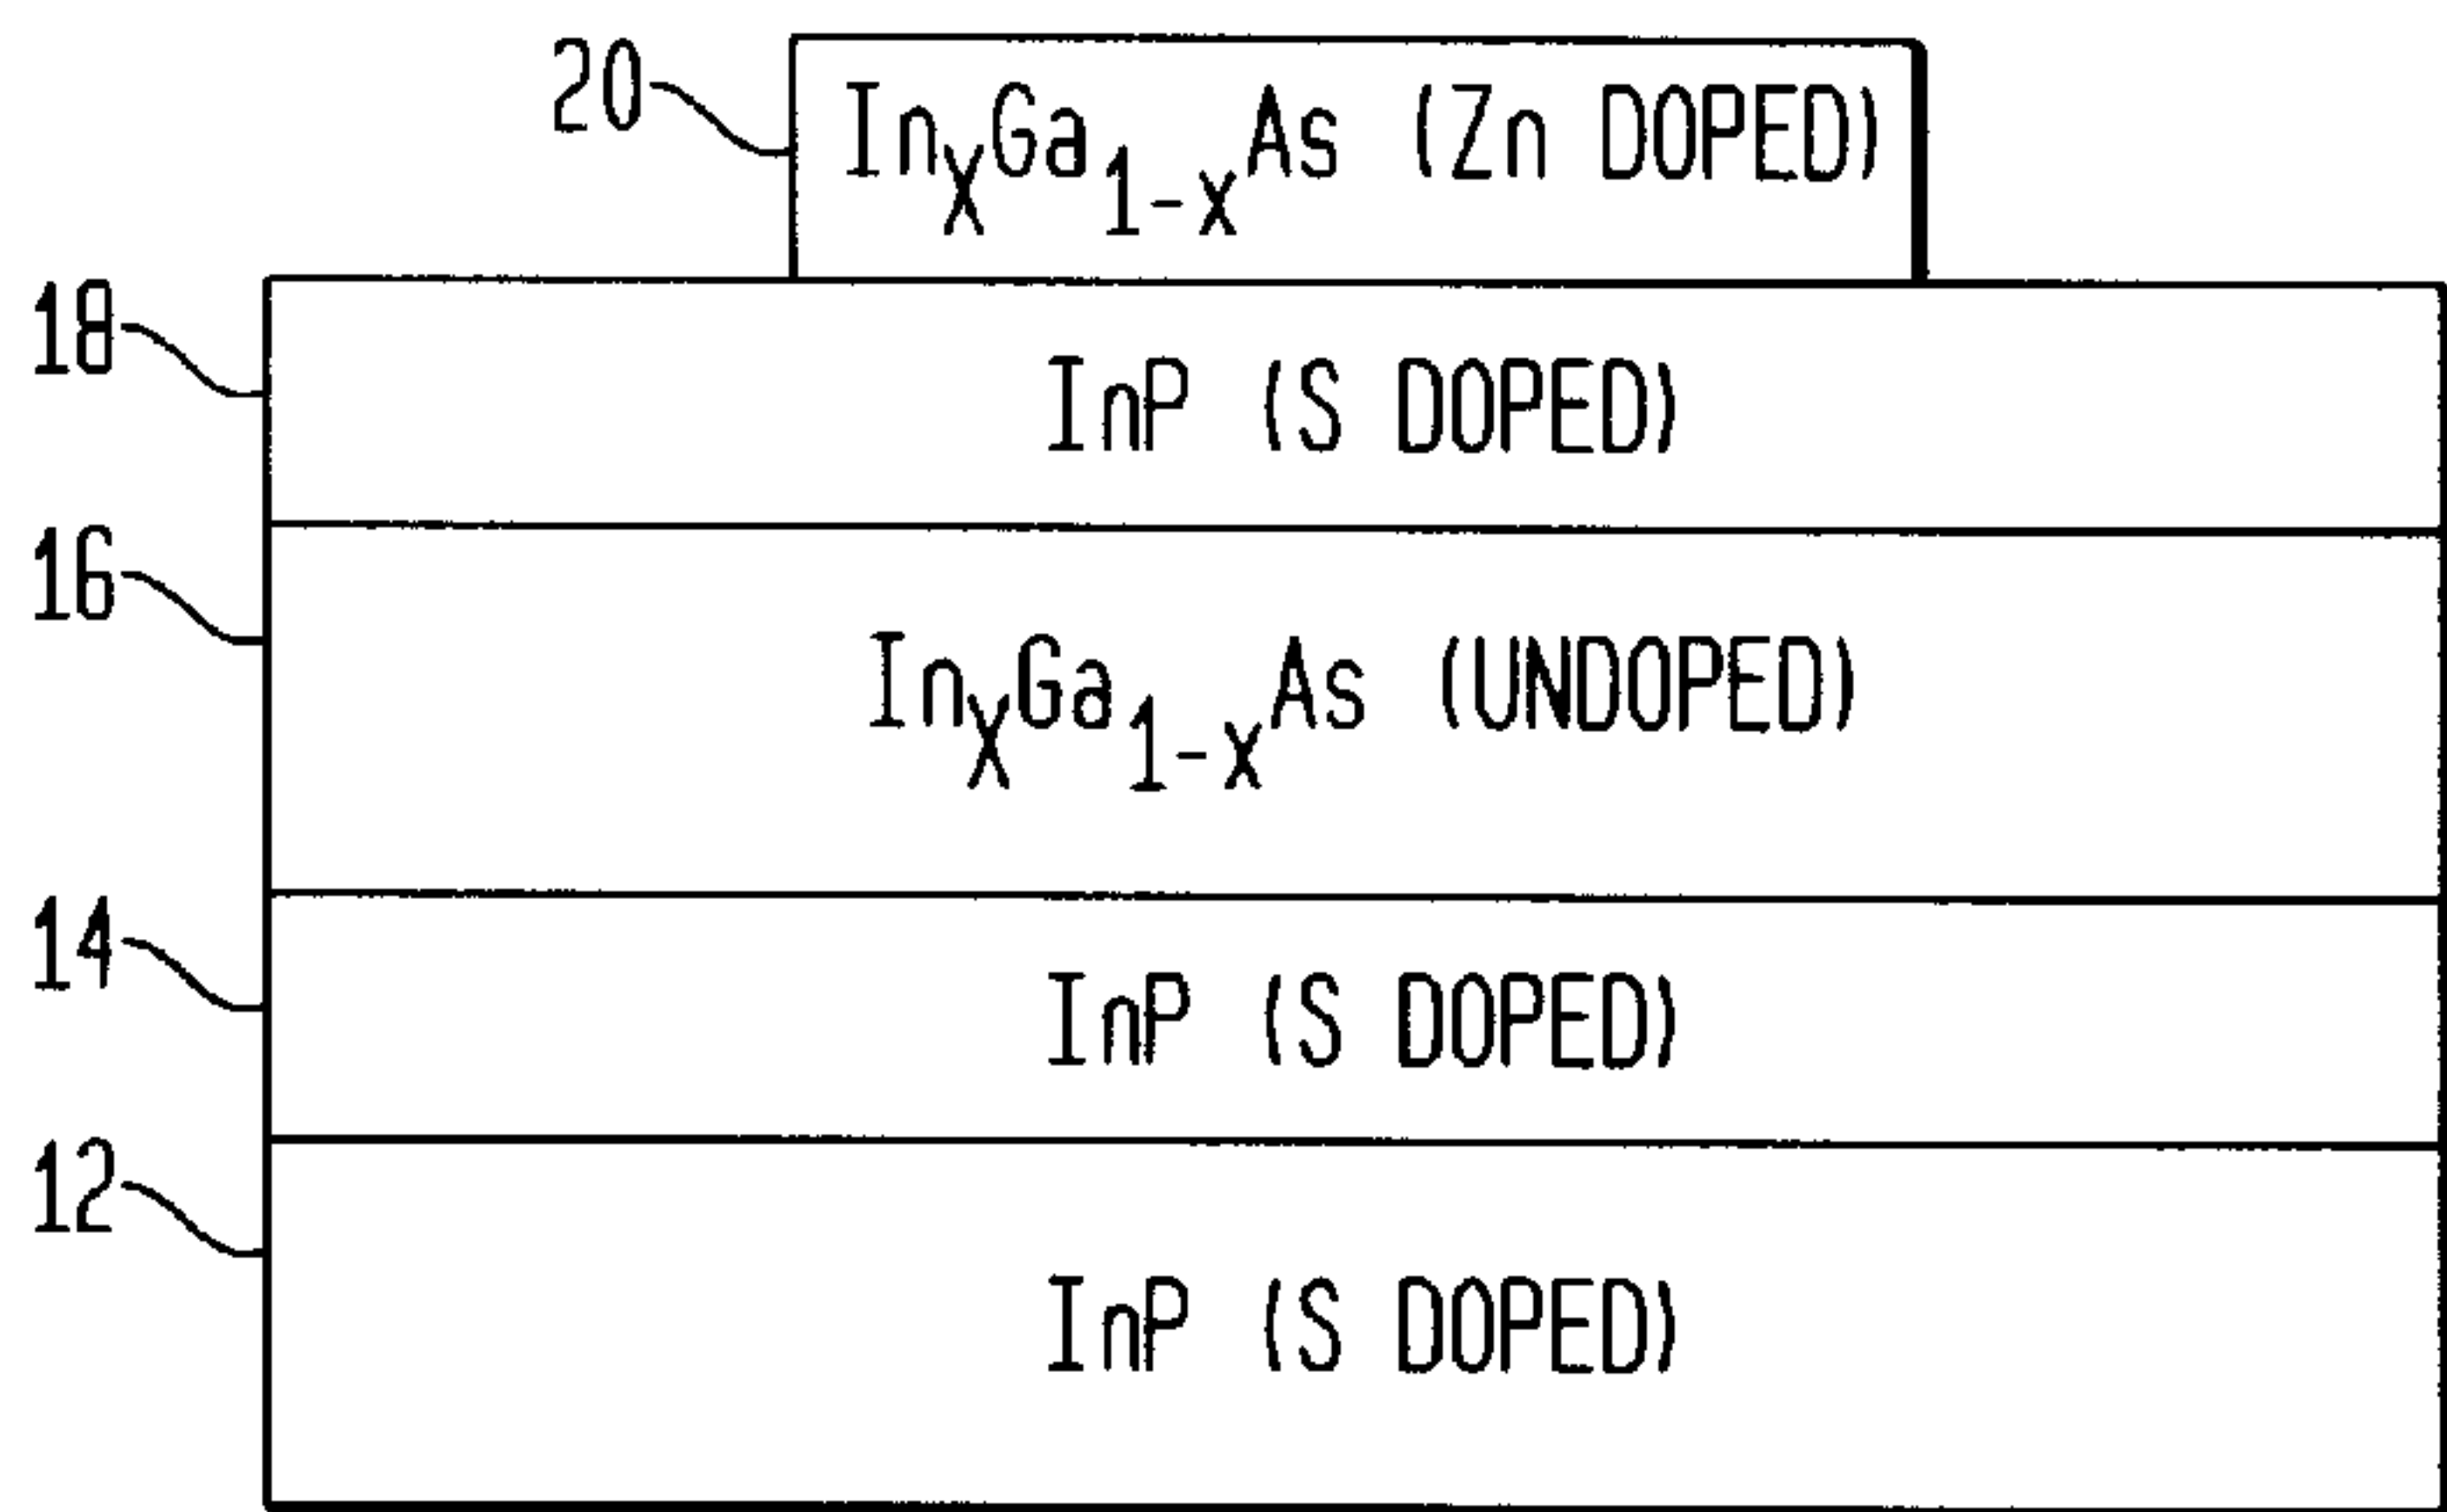 20 InₓGa₁₋ₓAs (Zn DOPED)
18 InP (S DOPED)
16 InₓGa₁₋ₓAs (UNDOPED)
14 InP (S DOPED)
12 InP (S DOPED)